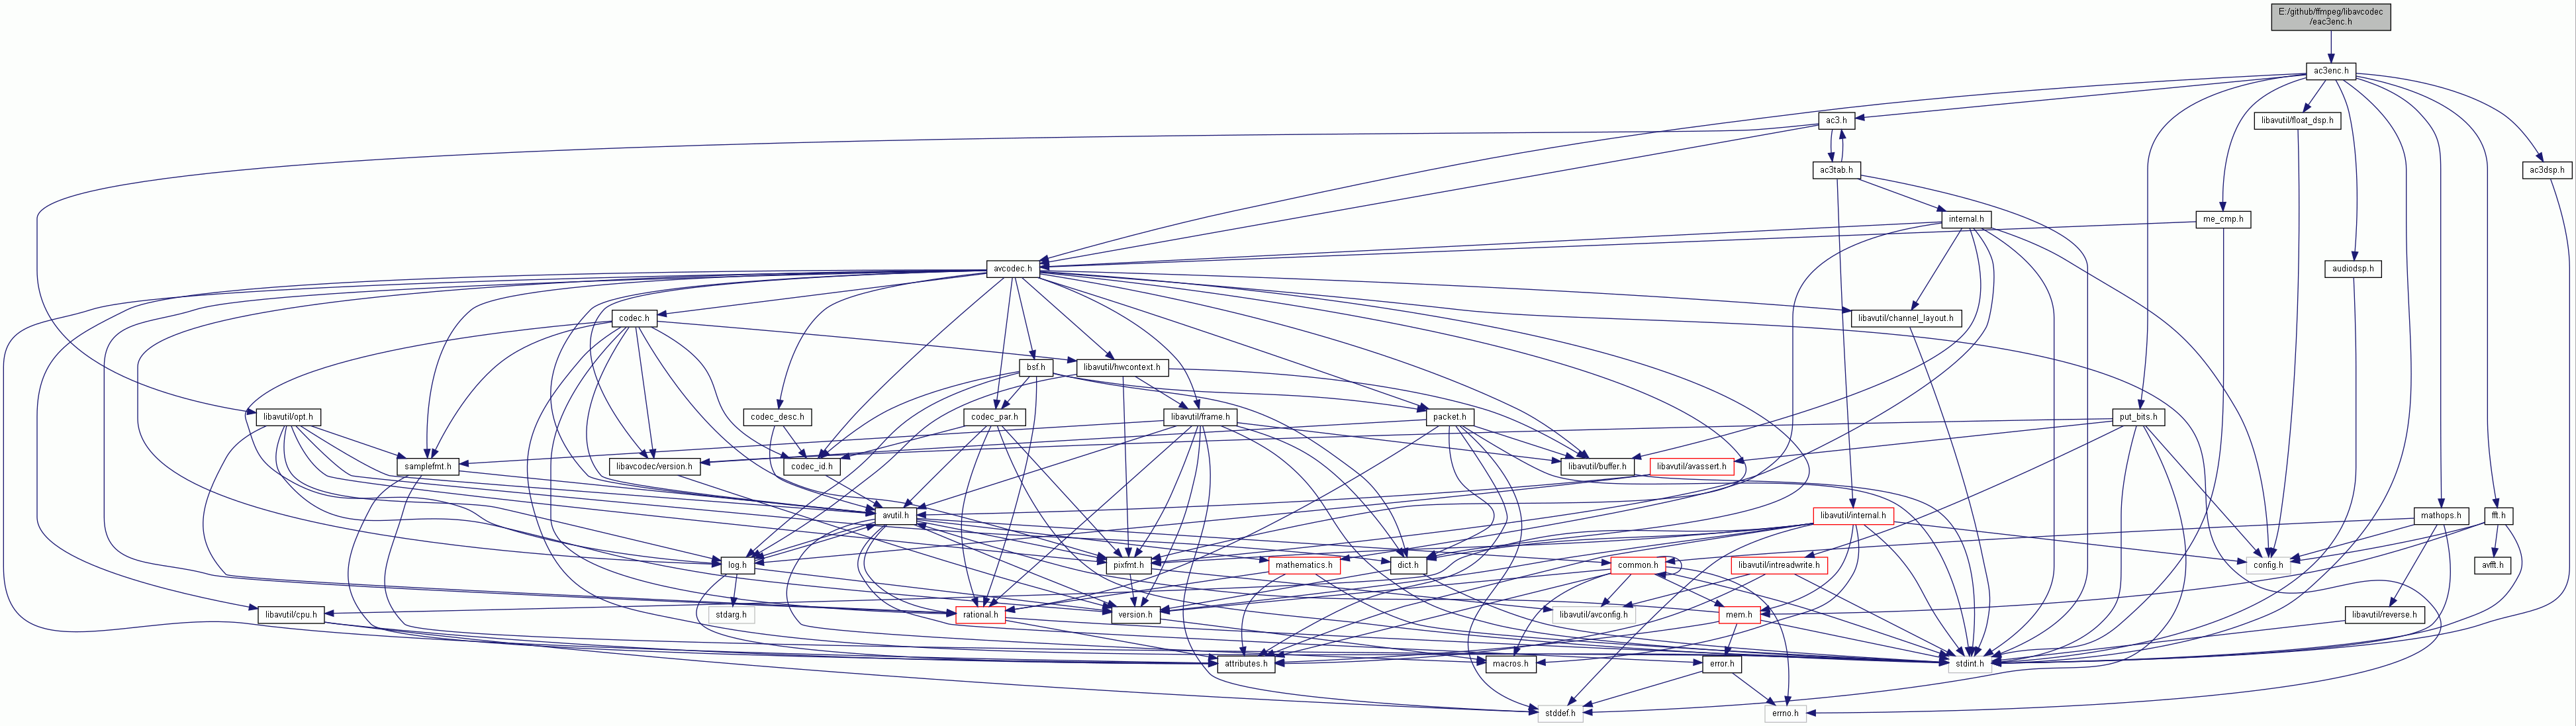 E:/github/ffmpeg/libavcodec
/eac3enc.h
ac3enc.h
ac3.h
libavutil/float_dsp.h
ac3tab.h
ac3dsp.h
internal.h
me_cmp.h
avcodec.h
audiodsp.h
codec.h
libavutil/channel_layout.h
bsf.h
libavutil/hwcontext.h
libavutil/opt.h
codec_desc.h
codec_par.h
libavutil/frame.h
packet.h
put_bits.h
samplefmt.h
libavcodec/version.h
codec_id.h
libavutil/buffer.h
libavutil/avassert.h
avutil.h
libavutil/internal.h
mathops.h
fft.h
log.h
pixfmt.h
mathematics.h
dict.h
common.h
libavutil/intreadwrite.h
config.h
avfft.h
libavutil/cpu.h
stdarg.h
rational.h
version.h
libavutil/avconfig.h
mem.h
libavutil/reverse.h
attributes.h
macros.h
error.h
stdint.h
stddef.h
errno.h